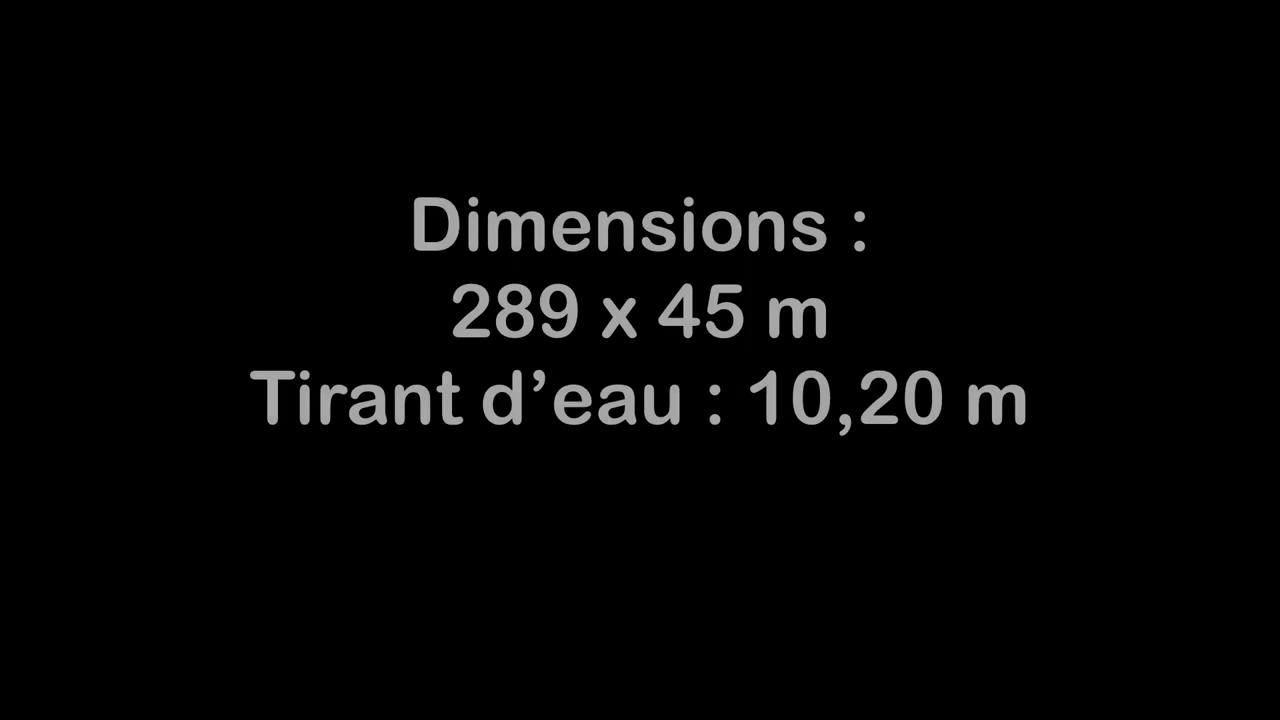 Dimensions :
289 x 45 m
Tirant d’eau : 10,20 m